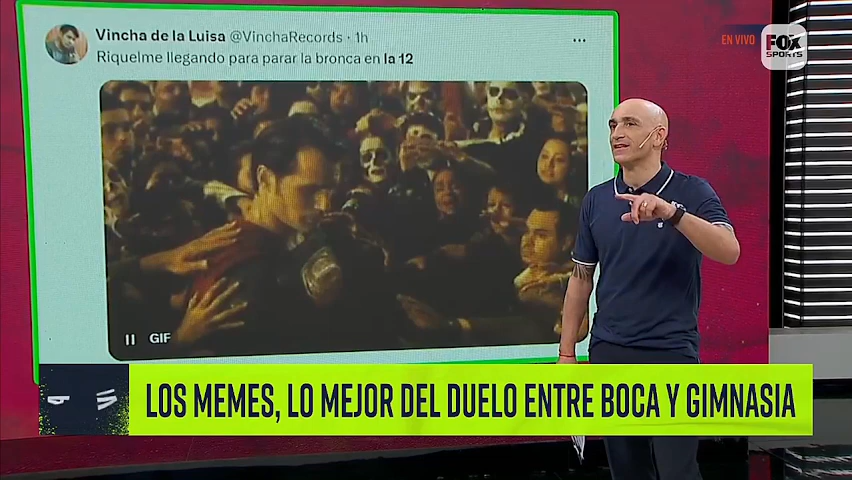 Vincha de la Luisa @VinchaRecords · 1h
Riquelme llegando para parar la bronca en la 12
EN VIVO
FOX
SPORTS
GIF
LOS MEMES, LO MEJOR DEL DUELO ENTRE BOCA Y GIMNASIA